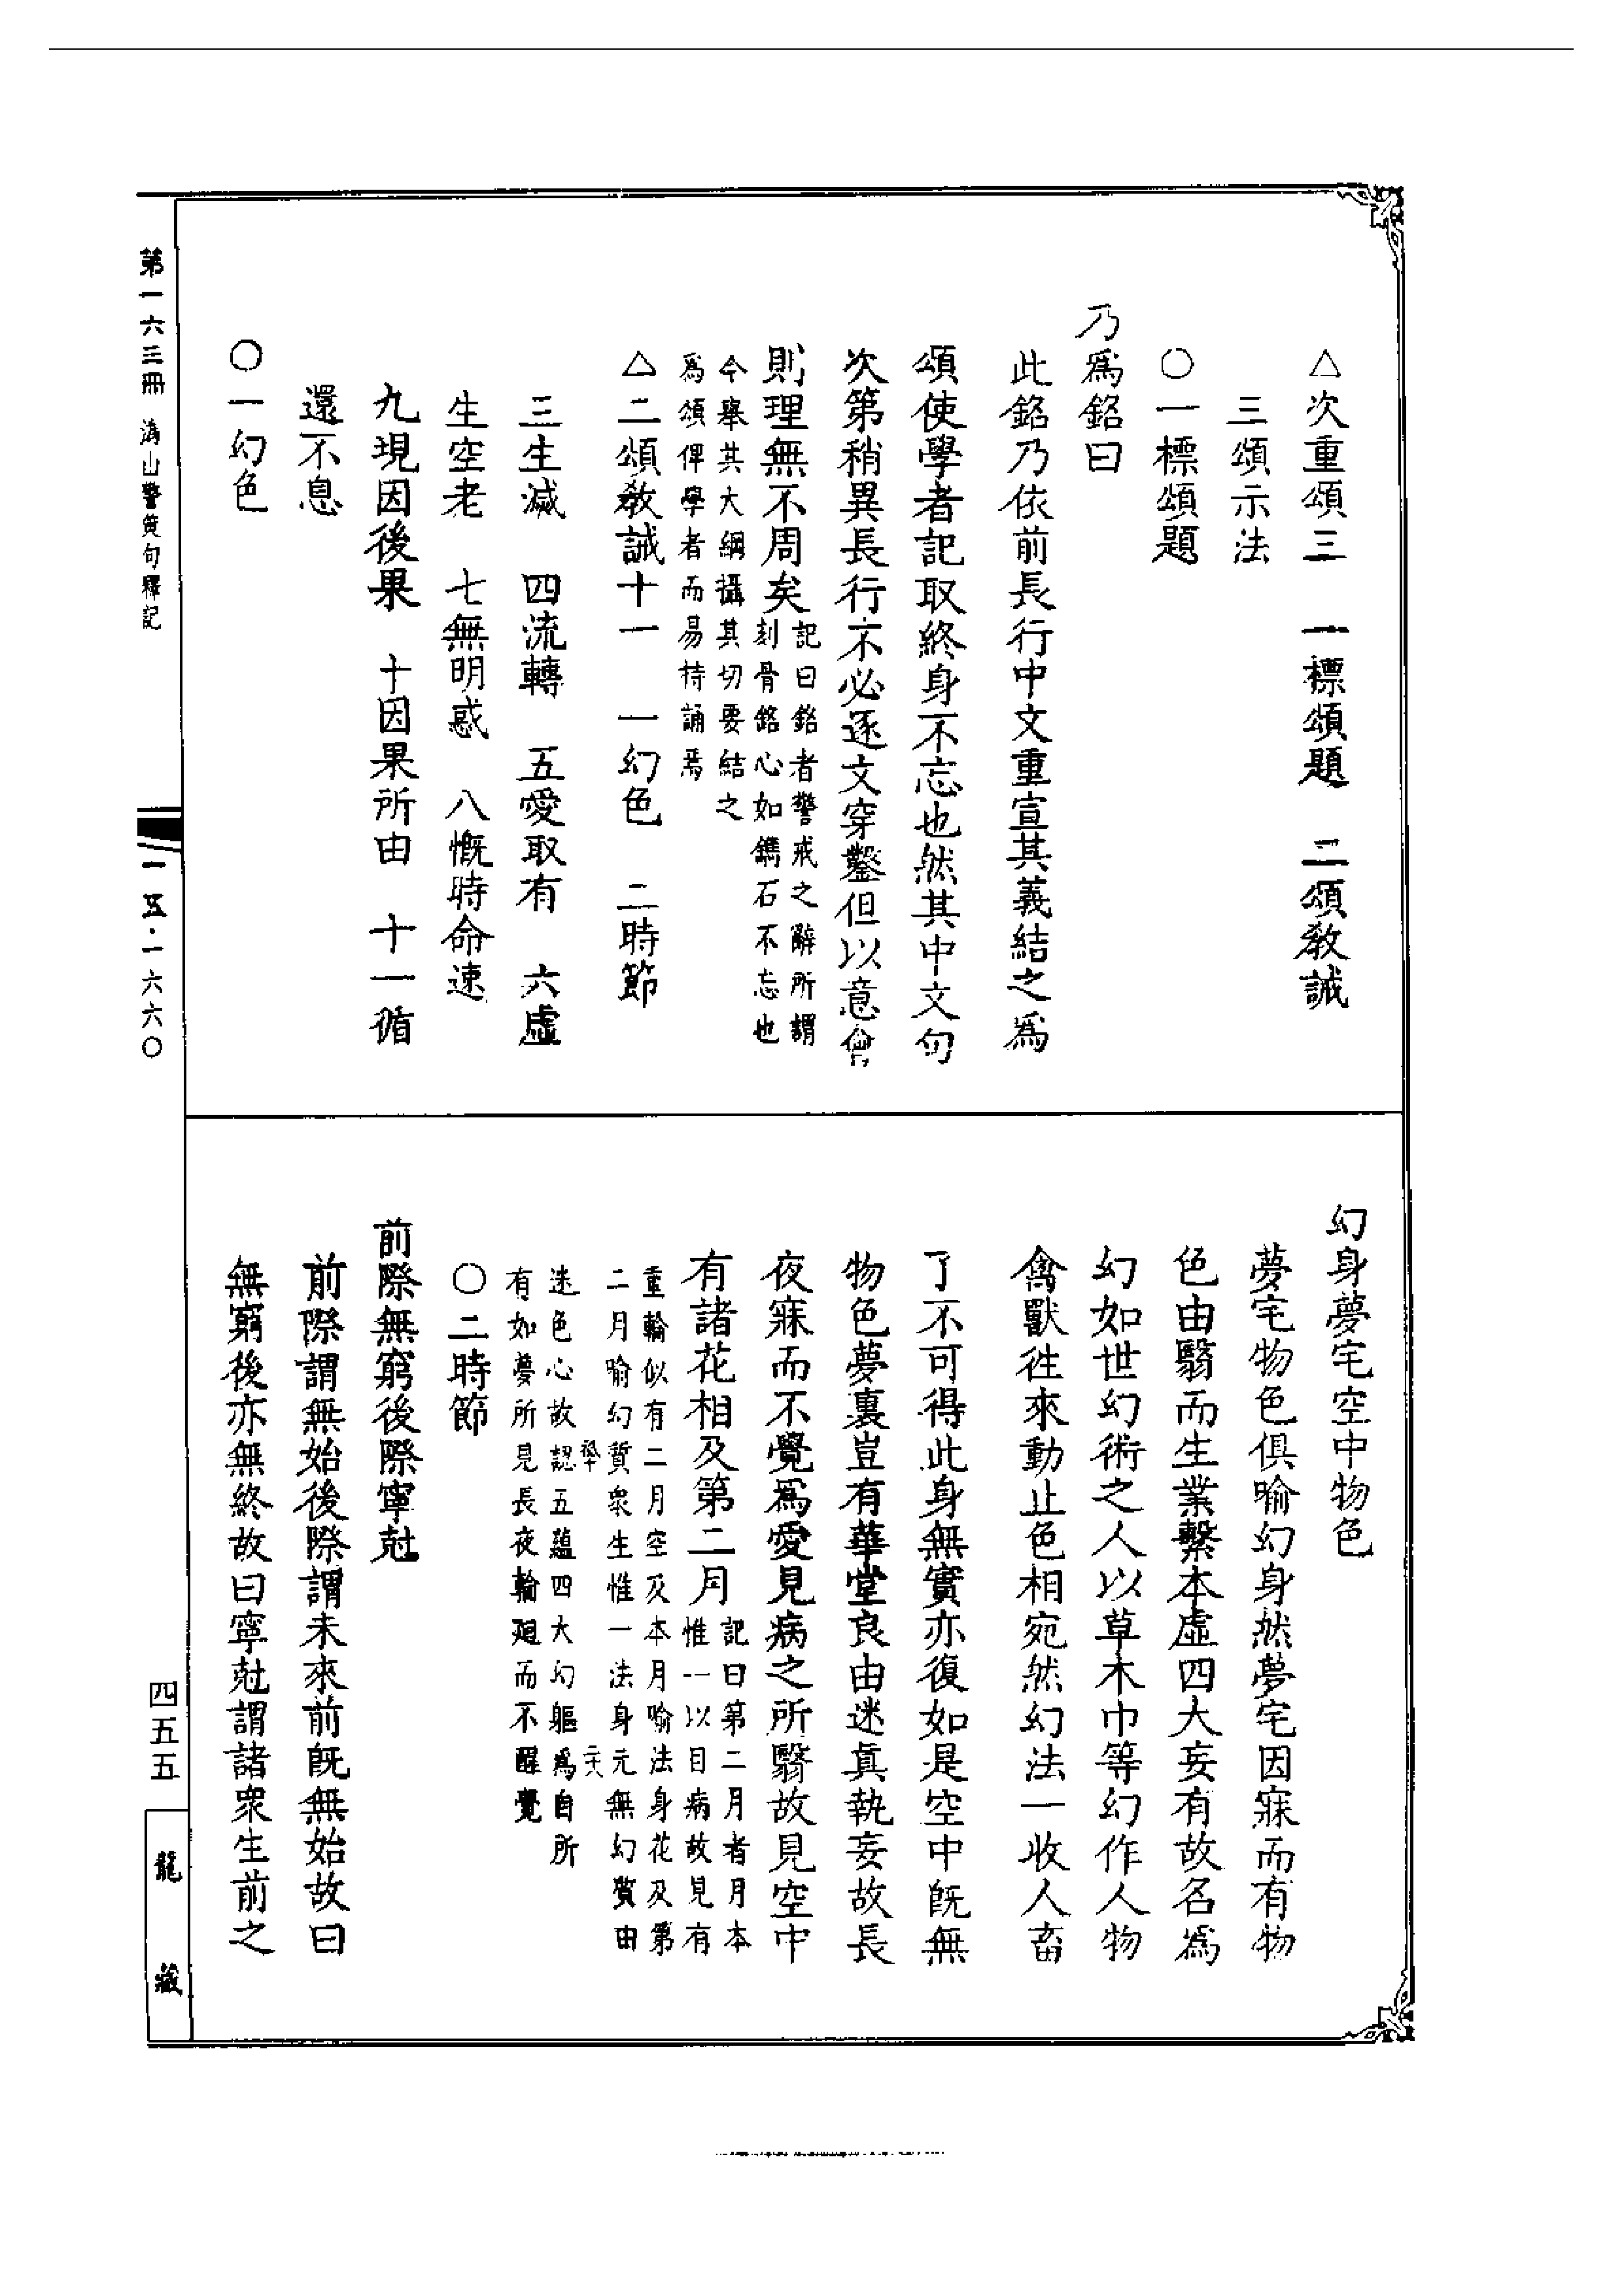 △次重頌三　一標頌題　二頌教誡
三頌示法
○一標頌題
乃爲銘曰
此銘乃依前長行中文重宣其義結之爲
頌使學者記取終身不忘也然其中文句
次第稍異長行不必逐文穿鑿但以意會
則理無不周矣
記曰銘者警戒之辭所謂
刻骨銘心如鐫石不忘也
今舉其大綱攝其切要結之
爲頌俾學者而易持誦焉
△二頌教誡十一　一幻色　二時節
三生滅　四流轉　五愛取有　六虛
生空老　七無明惑　八慨時命速
九現因後果　十因果所由　十一循
還不息
○一幻色
幻身夢宅空中物色
夢宅物色俱喻幻身然夢宅因寐而有物
色由翳而生業繫本虛四大妄有故名爲
幻如世幻術之人以草木巾等幻作人物
禽獸徃來動止色相宛然幻法一收人畜
了不可得此身無實亦復如是空中旣無
物色夢裏豈有華堂良由迷真執妄故長
夜寐而不覺爲愛見病之所翳故見空中
有諸花相及第二月
記曰第二月者月本
惟一以目病故見有
重輪似有二月空及本月喻法身花及第
二月喻幻質衆生惟一法身元無幻質由
迷色心故認五蘊四大幻軀爲自所
有如夢所見長夜輪廻而不醒覺
○二時節
前際無窮後際寧尅
前際謂無始後際謂未來前旣無始故曰
無窮後亦無終故曰寧尅謂諸衆生前之
第一六三冊　溈山警策句釋記
一五·一六六○
四五五
龍藏